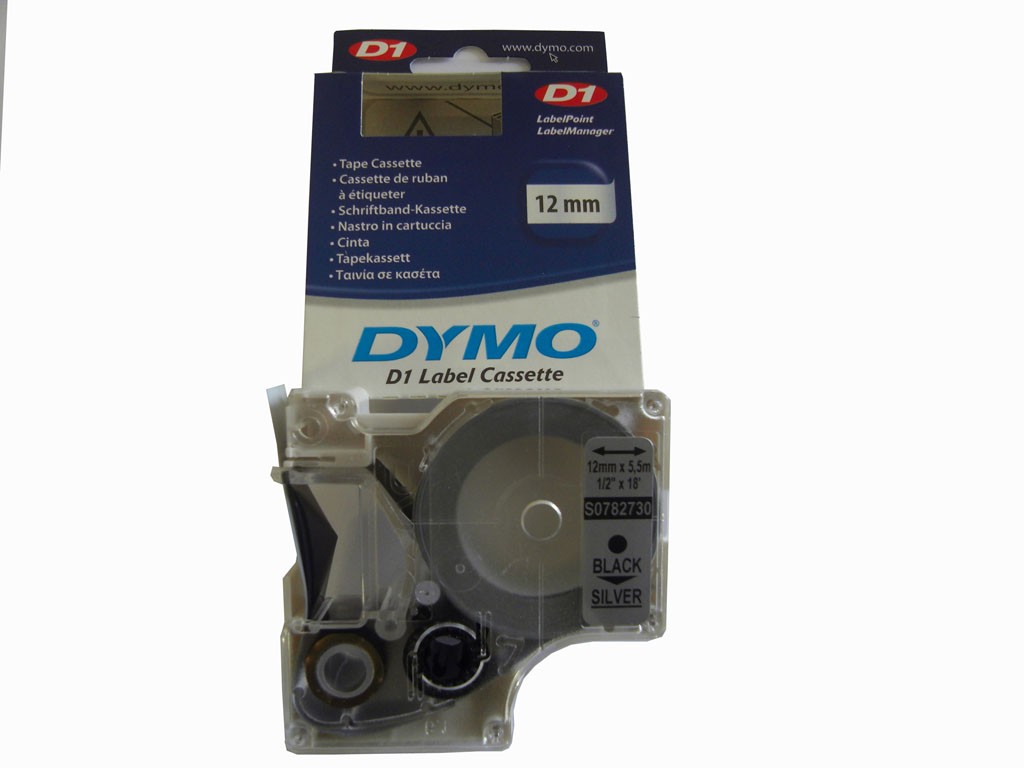 D1
www.dymo.com
www.dym
D1
LabelPoint
LabelManager
• Tape Cassette
• Cassette de ruban
à étiqueter
• Schriftband-Kassette
• Nastro in cartuccia
• Cinta
• Tapekassett
• Ταινία σε κασέτα
12 mm
DYMO®
D1 Label Cassette
12mm x 5,5m
1/2" x 18'
S0782730
BLACK
SILVER